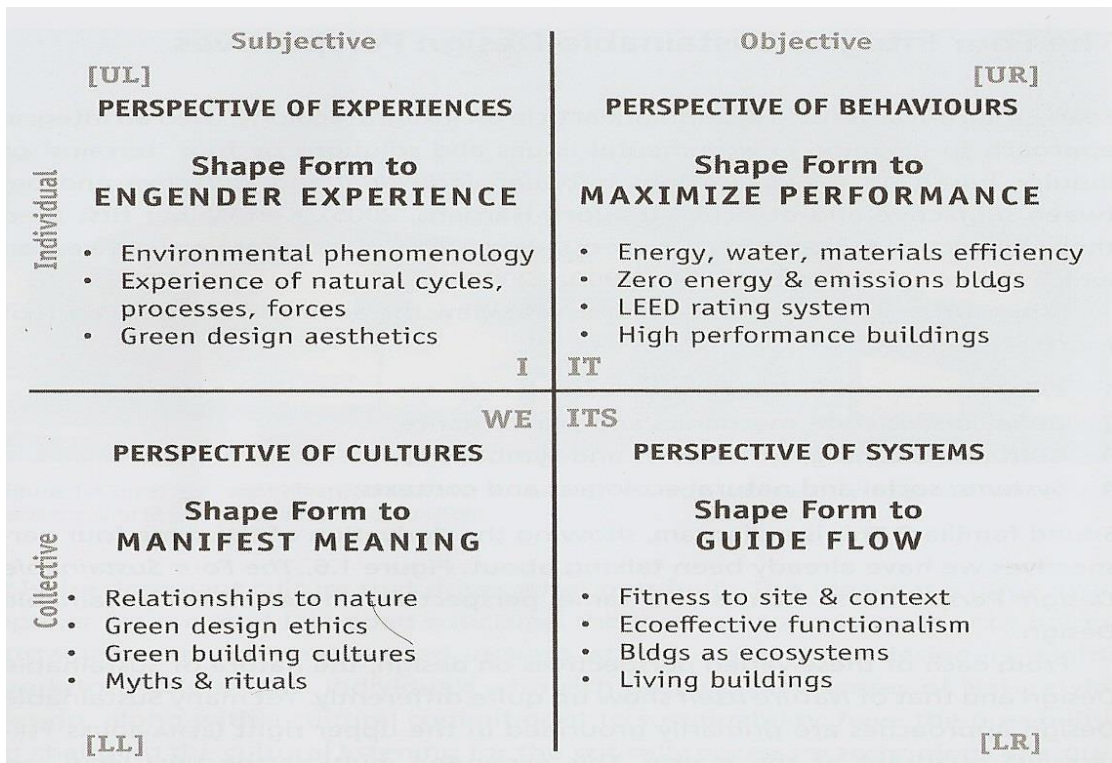 Subjective
Objective
[UL]
[UR]
PERSPECTIVE OF EXPERIENCES
PERSPECTIVE OF BEHAVIOURS
Individual
Shape Form to
ENGENDER EXPERIENCE
• Environmental phenomenology
• Experience of natural cycles,
processes, forces
• Green design aesthetics
Shape Form to
MAXIMIZE PERFORMANCE
• Energy, water, materials efficiency
• Zero energy & emissions bldgs
• LEED rating system
• High performance buildings
I
IT
WE
ITS
PERSPECTIVE OF CULTURES
PERSPECTIVE OF SYSTEMS
Collective
Shape Form to
MANIFEST MEANING
• Relationships to nature
• Green design ethics
• Green building cultures
• Myths & rituals
Shape Form to
GUIDE FLOW
• Fitness to site & context
• Ecoeffective functionalism
• Bldgs as ecosystems
• Living buildings
[LL]
[LR]